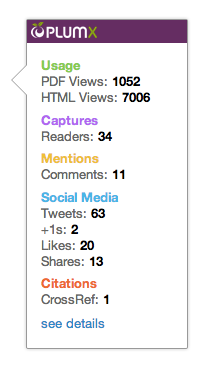 PLUMX
Usage
PDF Views: 1052
HTML Views: 7006
Captures
Readers: 34
Mentions
Comments: 11
Social Media
Tweets: 63
+1s: 2
Likes: 20
Shares: 13
Citations
CrossRef: 1
see details